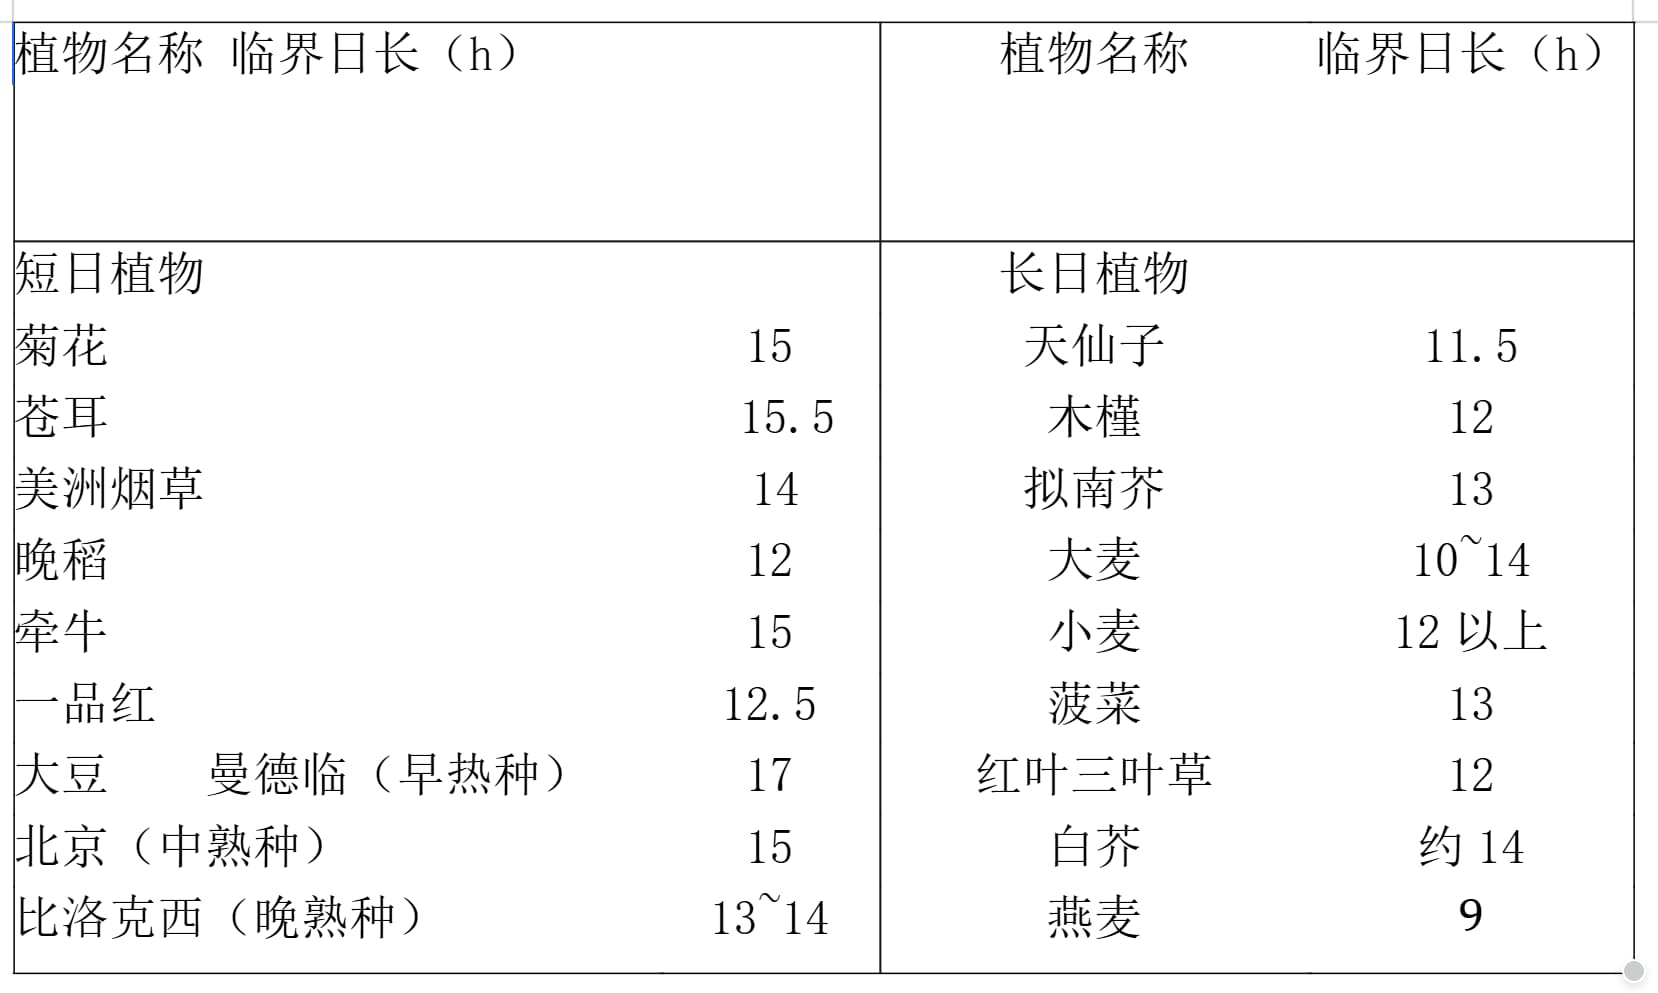 植物名称 临界日长（h） 植物名称 临界日长（h）
短日植物 长日植物
菊花 15 天仙子 11.5
苍耳 15.5 木槿 12
美洲烟草 14 拟南芥 13
晚稻 12 大麦 10~14
牵牛 15 小麦 12 以上
一品红 12.5 菠菜 13
大豆 曼德临（早热种） 17 红叶三叶草 12
北京（中熟种） 15 白芥 约 14
比洛克西（晚熟种） 13~14 燕麦 9